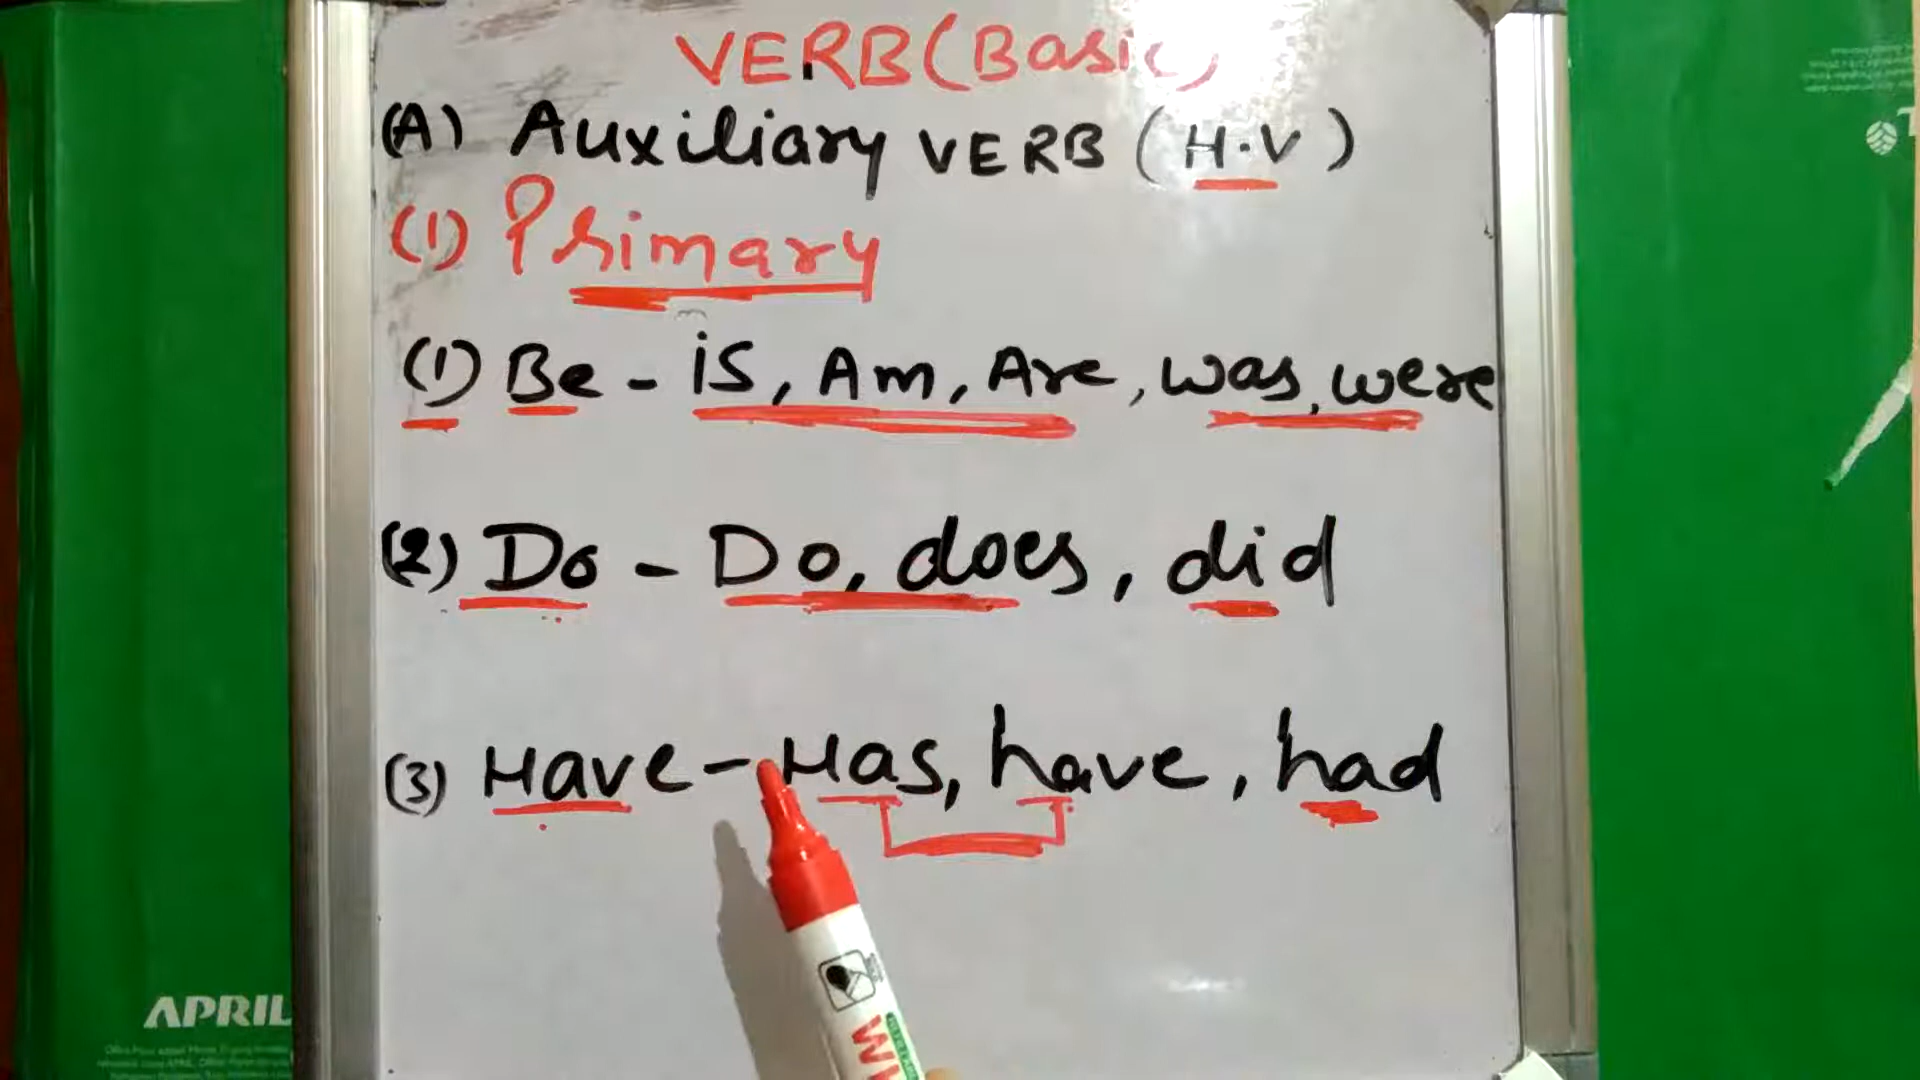 VERB (Basic)
(A) Auxiliary VERB (H.V)
(1) Primary
(1) Be - is, Am, Are, was, were
(2) Do - Do, does, did
(3) Have - Has, have, had
APRIL